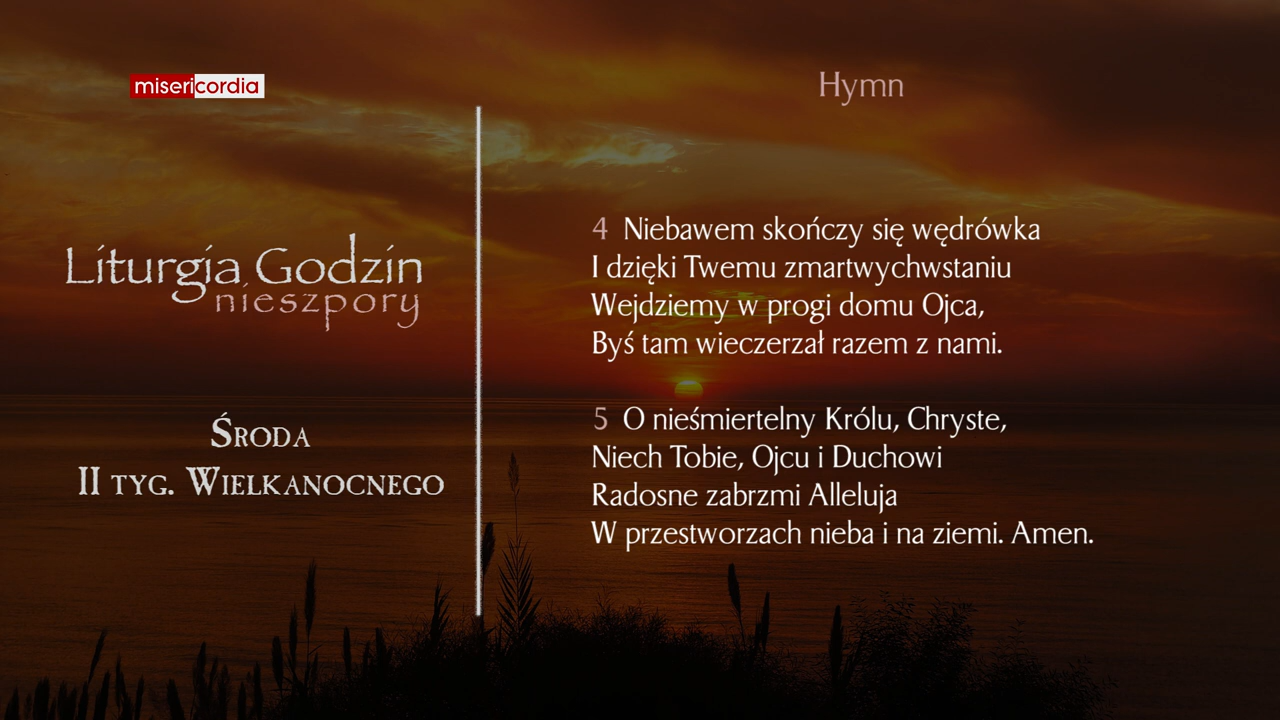 misericordia
Liturgia Godzin
nieszpory
Środa
II tyg. Wielkanocnego
Hymn
4 Niebawem skończy się wędrówka
I dzięki Twemu zmartwychwstaniu
Wejdziemy w progi domu Ojca,
Byś tam wieczerzał razem z nami.
5 O nieśmiertelny Królu, Chryste,
Niech Tobie, Ojcu i Duchowi
Radosne zabrzmi Alleluja
W przestworzach nieba i na ziemi. Amen.